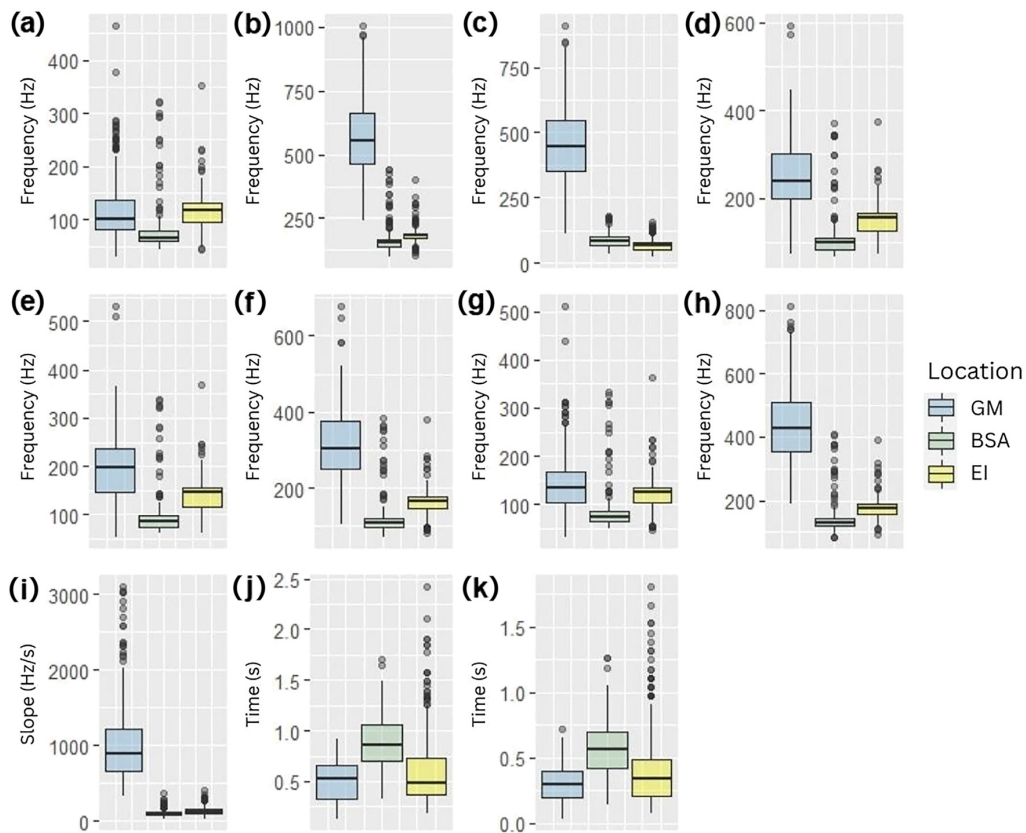 (a) (b) (c) (d)
Frequency (Hz)
400
300
200
100
Frequency (Hz)
1000
750
500
250
Frequency (Hz)
750
500
250
0
Frequency (Hz)
600
400
200
(e) (f) (g) (h)
Frequency (Hz)
500
400
300
200
100
Frequency (Hz)
600
400
200
Frequency (Hz)
500
400
300
200
100
Frequency (Hz)
800
600
400
200
Location
GM
BSA
EI
(i) (j) (k)
Slope (Hz/s)
3000
2000
1000
0
Time (s)
2.5
2.0
1.5
1.0
0.5
Time (s)
1.5
1.0
0.5
0.0